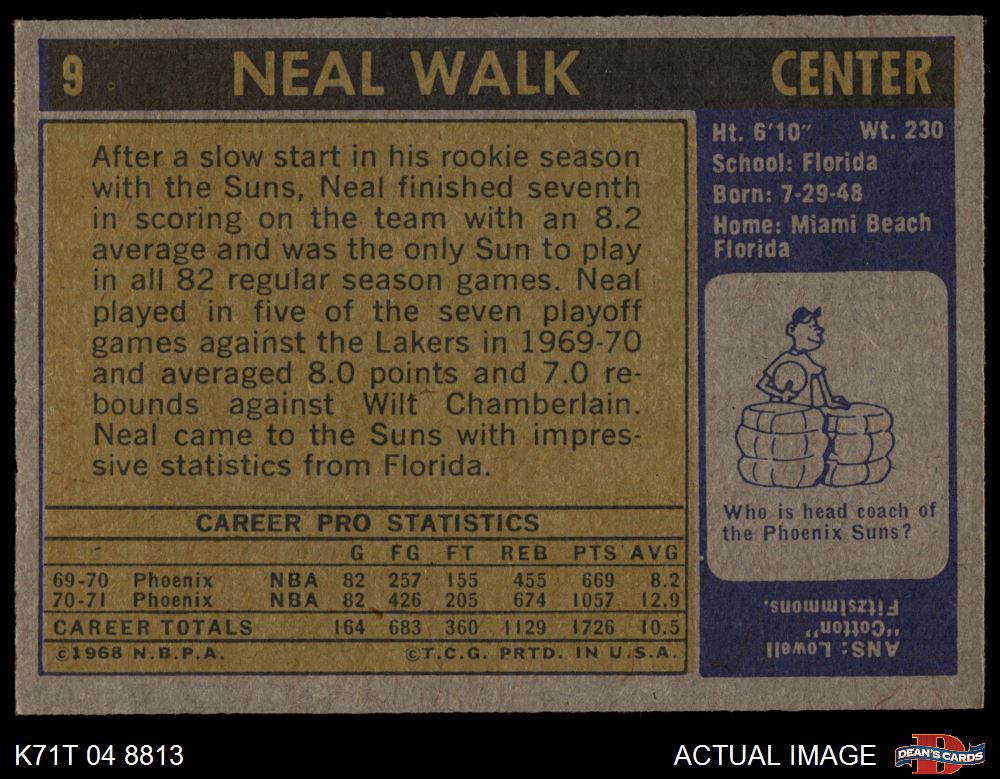 9 NEAL WALK CENTER
After a slow start in his rookie season
with the Suns, Neal finished seventh
in scoring on the team with an 8.2
average and was the only Sun to play
in all 82 regular season games. Neal
played in five of the seven playoff
games against the Lakers in 1969-70
and averaged 8.0 points and 7.0 re-
bounds against Wilt Chamberlain.
Neal came to the Suns with impres-
sive statistics from Florida.
CAREER PRO STATISTICS
G FG FT REB PTS AVG
69-70 Phoenix NBA 82 257 155 455 669 8.2
70-71 Phoenix NBA 82 426 205 674 1057 12.9
CAREER TOTALS 164 683 360 1129 1726 10.5
©1968 N.B.P.A. ©T.C.G. PRTD. IN U.S.A.
Ht. 6'10" Wt. 230
School: Florida
Born: 7-29-48
Home: Miami Beach
Florida
Who is head coach of
the Phoenix Suns?
ANS: Lowell
"Cotton"
Fitzsimmons.
K71T 04 8813 ACTUAL IMAGE DEAN'S CARDS